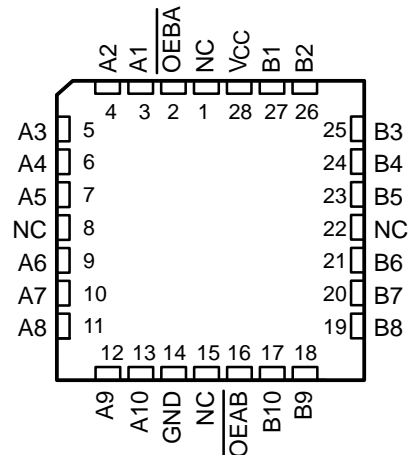 A2 A1 OEBA NC VCC B1 B2
4 3 2 1 28 27 26
A3 5 25 B3
A4 6 24 B4
A5 7 23 B5
NC 8 22 NC
A6 9 21 B6
A7 10 20 B7
A8 11 19 B8
12 13 14 15 16 17 18
A9 A10 GND NC OEAB B10 B9